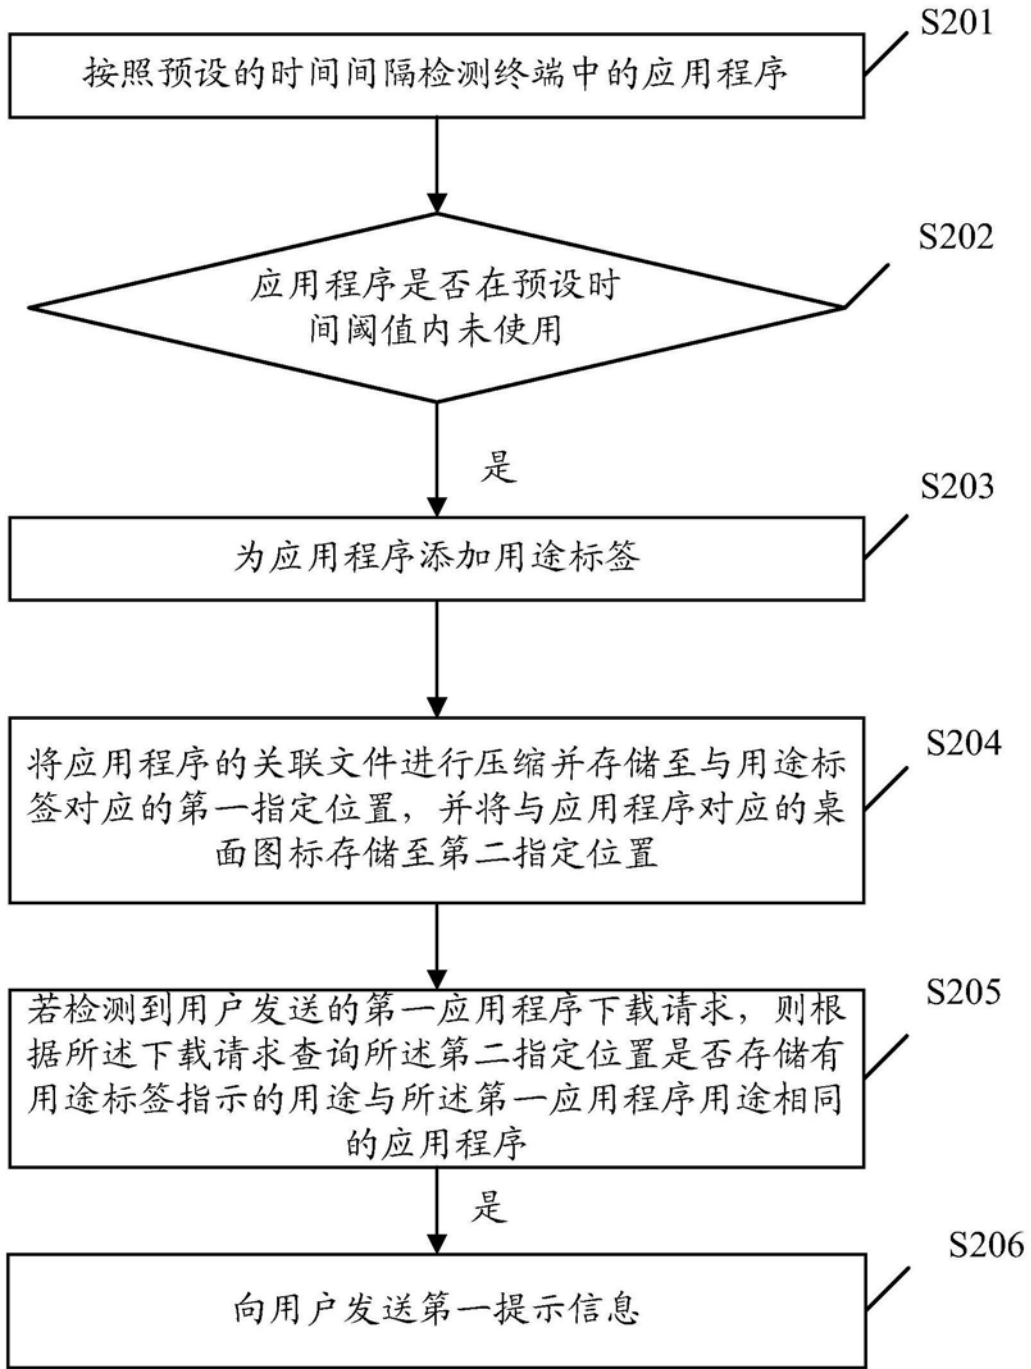 S201
按照预设的时间间隔检测终端中的应用程序
S202
应用程序是否在预设时
间阈值内未使用
是
S203
为应用程序添加用途标签
S204
将应用程序的关联文件进行压缩并存储至与用途标
签对应的第一指定位置，并将与应用程序对应的桌
面图标存储至第二指定位置
S205
若检测到用户发送的第一应用程序下载请求，则根
据所述下载请求查询所述第二指定位置是否存储有
用途标签指示的用途与所述第一应用程序用途相同
的应用程序
是
S206
向用户发送第一提示信息